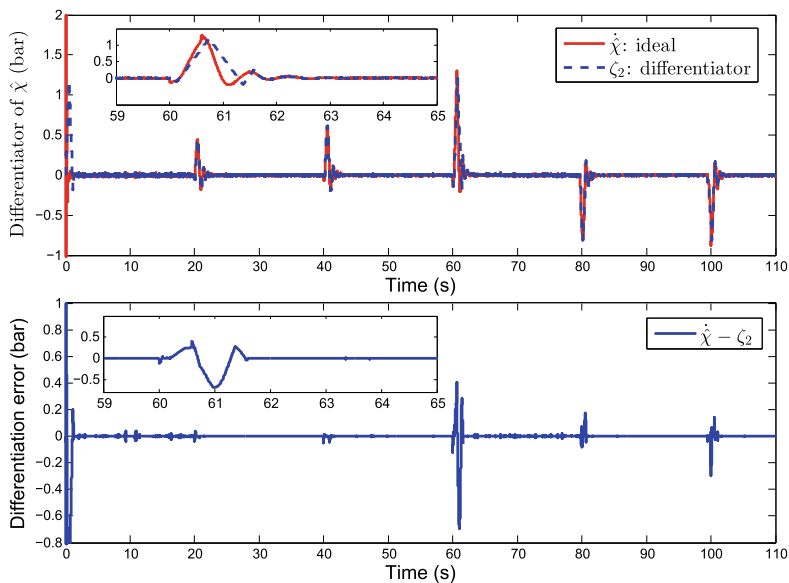 Differentiator of χ̂ (bar)
2
1.5
1
0.5
0
−0.5
−1
1
0.5
0
59 60 61 62 63 64 65
χ̂̇: ideal
ζ₂: differentiator
0 10 20 30 40 50 60 70 80 90 100 110
Time (s)
Differentiation error (bar)
1
0.8
0.6
0.4
0.2
0
−0.2
−0.4
−0.6
−0.8
0.5
0
−0.5
59 60 61 62 63 64 65
χ̂̇ − ζ₂
0 10 20 30 40 50 60 70 80 90 100 110
Time (s)